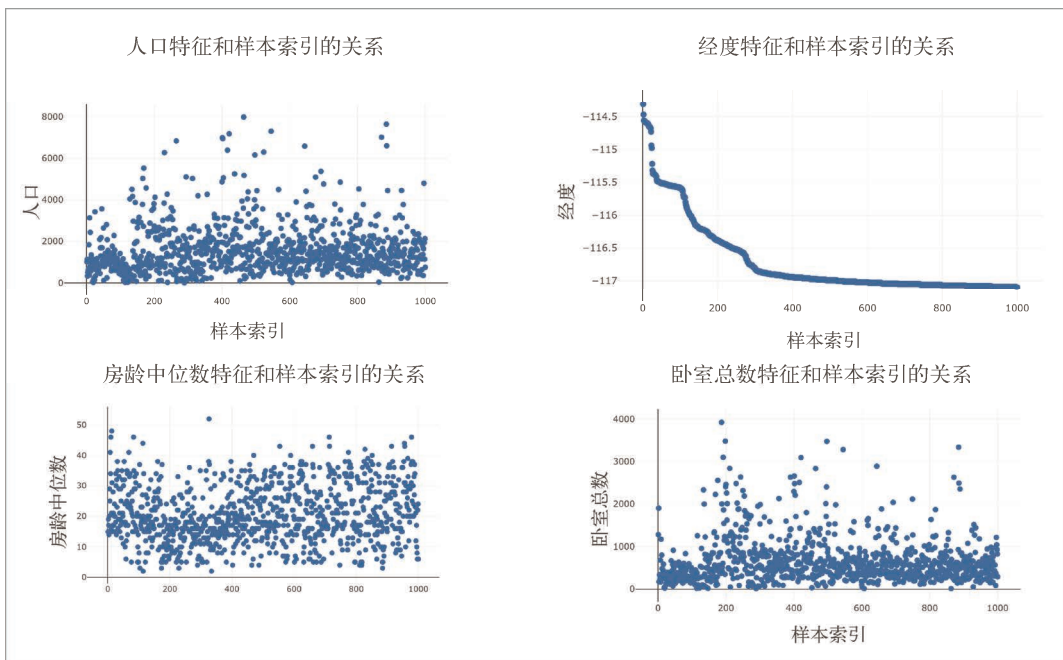 人口特征和样本索引的关系
8000
6000
4000
2000
0
人口
0 200 400 600 800 1000
样本索引
经度特征和样本索引的关系
−114.5
−115
−115.5
−116
−116.5
−117
经度
0 200 400 600 800 1000
样本索引
房龄中位数特征和样本索引的关系
50
40
30
20
10
0
房龄中位数
0 200 400 600 800 1000
卧室总数特征和样本索引的关系
4000
3000
2000
1000
0
卧室总数
0 200 400 600 800 1000
样本索引